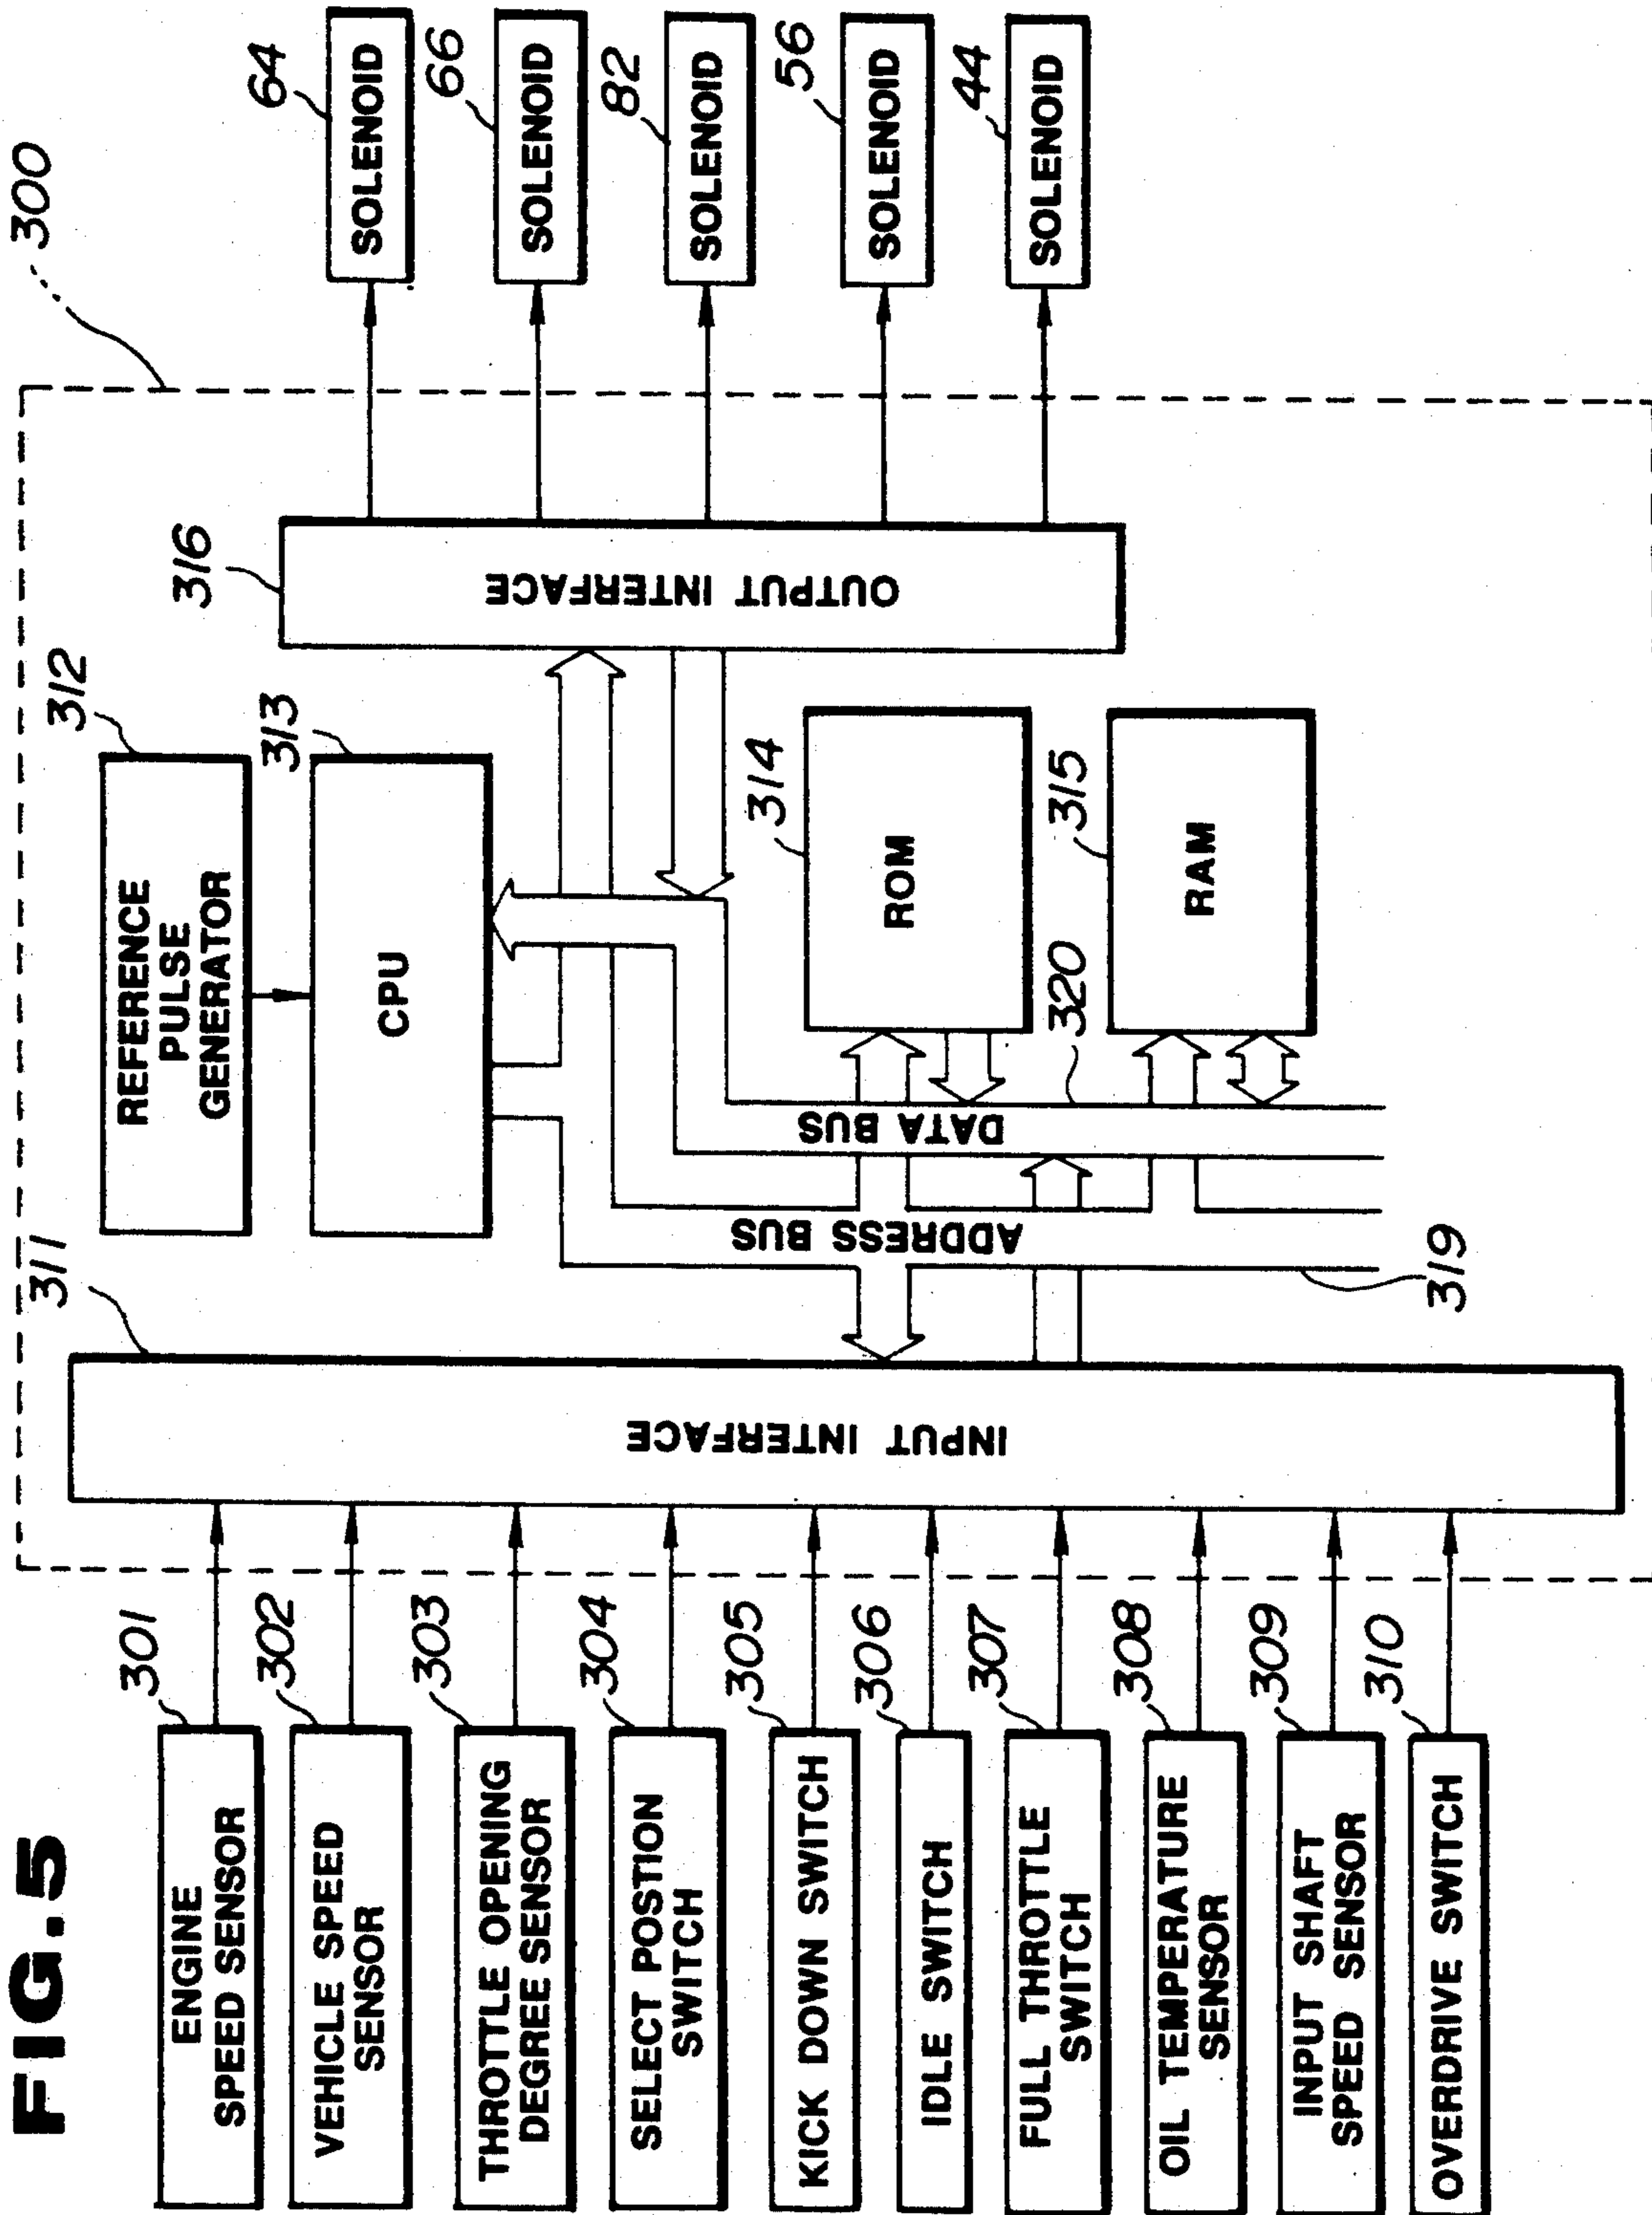 FIG.5
300
301
ENGINE
SPEED SENSOR
302
VEHICLE SPEED
SENSOR
303
THROTTLE OPENING
DEGREE SENSOR
304
SELECT POSTION
SWITCH
305
KICK DOWN SWITCH
306
IDLE SWITCH
307
FULL THROTTLE
SWITCH
308
OIL TEMPERATURE
SENSOR
309
INPUT SHAFT
SPEED SENSOR
310
OVERDRIVE SWITCH
311
INPUT INTERFACE
312
REFERENCE
PULSE
GENERATOR
313
CPU
ADDRESS BUS
319
DATA BUS
320
314
ROM
315
RAM
316
OUTPUT INTERFACE
64
SOLENOID
66
SOLENOID
82
SOLENOID
56
SOLENOID
44
SOLENOID